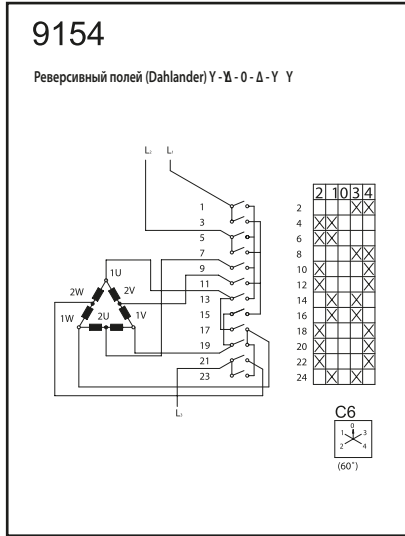 9154
Реверсивный полей (Dahlander) Y - Y∆ - 0 - Δ - Y Y
L₂ L₁
1
3
5
7
9
11
13
15
17
19
21
23
1U
2W 2V
1W 2U 1V
L₃
2 1 0 3 4
2 X X
4 X X
6 X X
8 X X
10 X X
12 X X
14 X X
16 X X
18 X X
20 X X
22 X X
24 X X
C6
0
1 3
2 4
(60˚)